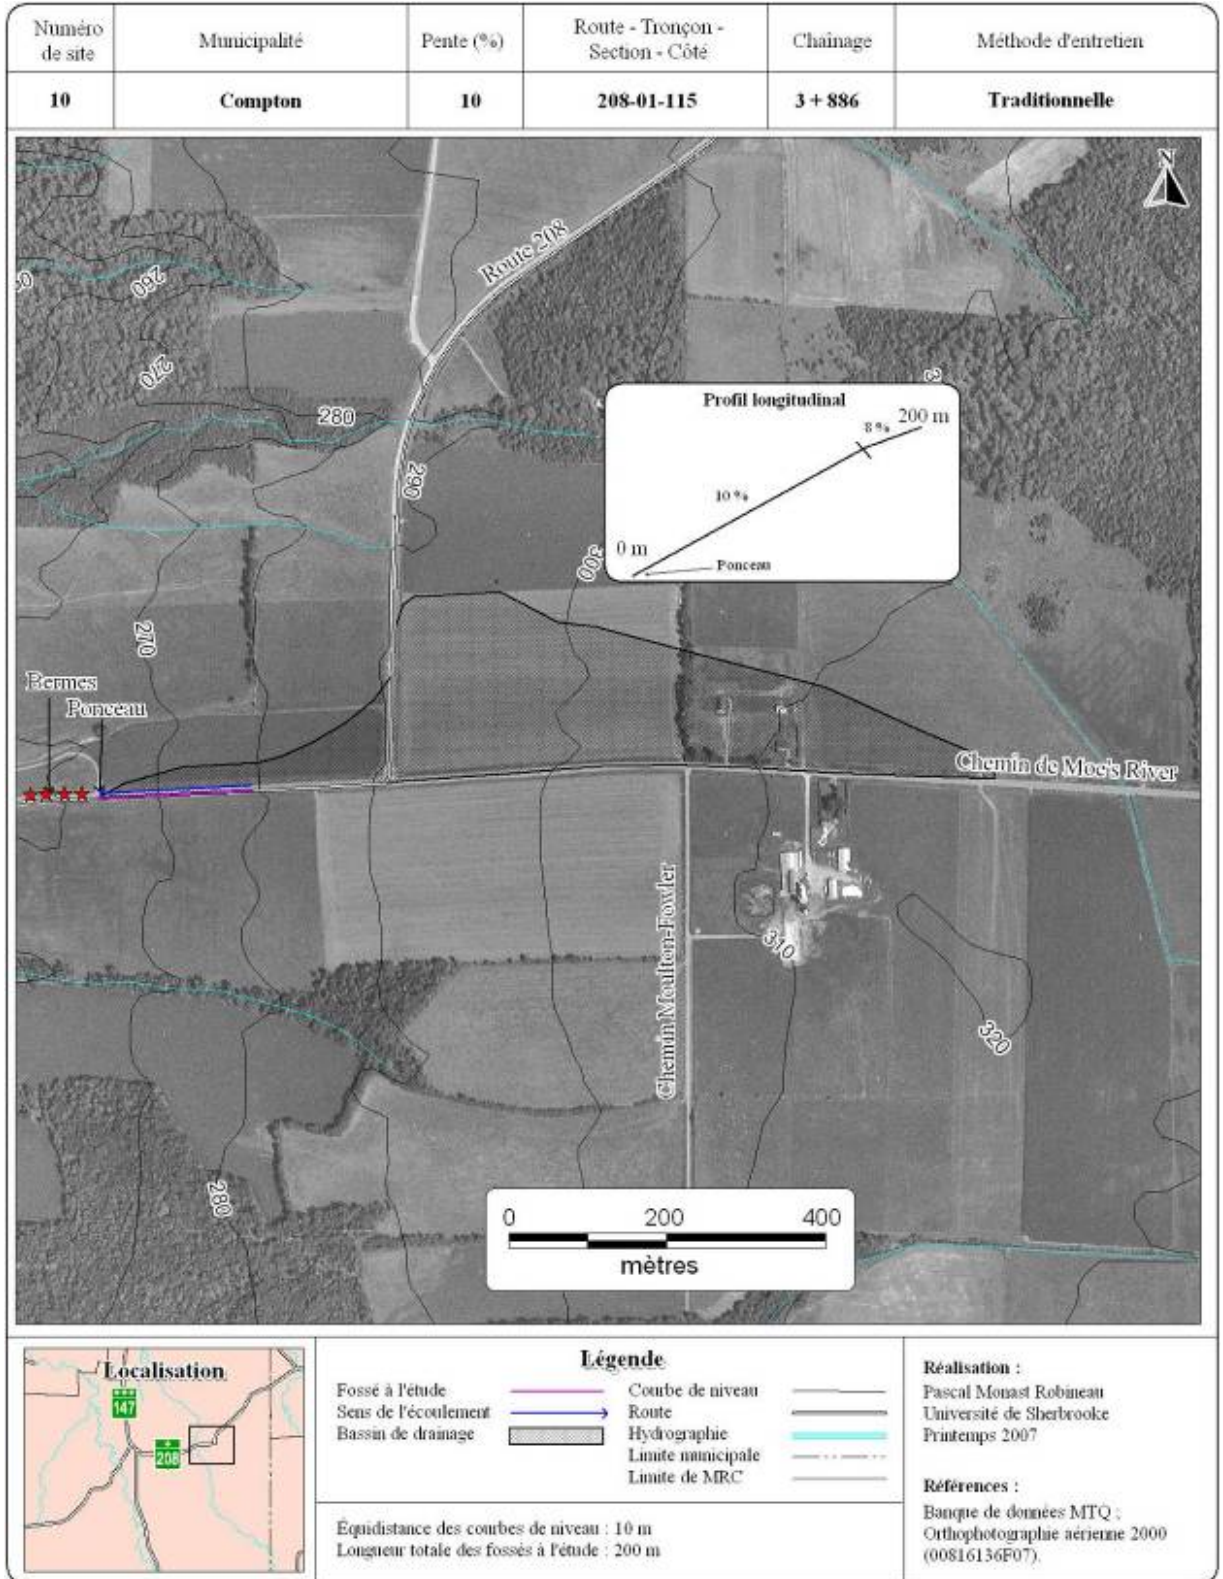 Numéro
de site
Municipalité
Pente (%)
Route - Tronçon -
Section - Côté
Chaînage
Méthode d'entretien
10
Compton
10
208-01-115
3 + 886
Traditionnelle
N
Route 208
260
270
280
290
300
270
Profil longitudinal
8 %
200 m
10 %
0 m
Ponceau
Bermes
Ponceau
Chemin de Moe's River
Chemin Moulton-Fowler
310
320
280
0 200 400
mètres
Localisation
147
208
Légende
Fossé à l'étude
Sens de l'écoulement
Bassin de drainage
Courbe de niveau
Route
Hydrographie
Limite municipale
Limite de MRC
Équidistance des courbes de niveau : 10 m
Longueur totale des fossés à l'étude : 200 m
Réalisation :
Pascal Monast Robineau
Université de Sherbrooke
Printemps 2007
Références :
Banque de données MTQ ;
Orthophotographie aérienne 2000
(00816136F07).